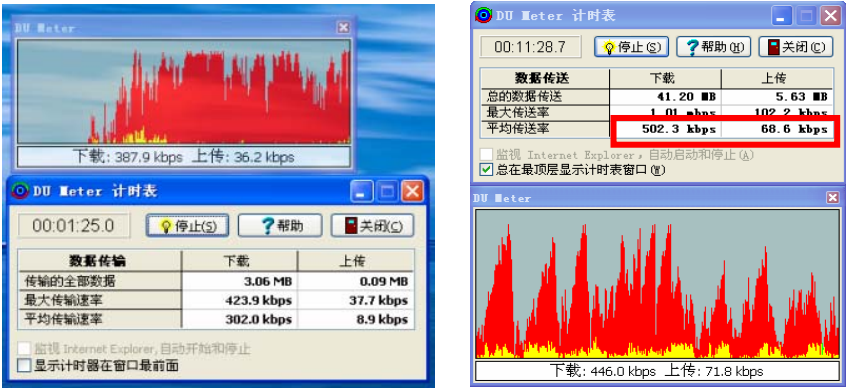 DU Meter
下载: 387.9 kbps 上传: 36.2 kbps
DU Meter 计时表
00:01:25.0 停止(S) 帮助 关闭(C)
数据传输 下载 上传
传输的全部数据 3.06 MB 0.09 MB
最大传输速率 423.9 kbps 37.7 kbps
平均传输速率 302.0 kbps 8.9 kbps
监视 Internet Explorer, 自动开始和停止
显示计时器在窗口最前面
DU Meter 计时表
00:11:28.7 停止(S) 帮助(H) 关闭(C)
数据传送 下载 上传
总的数据传送 41.20 MB 5.63 MB
最大传送率 1.01 mbps 102.2 kbps
平均传送率 502.3 kbps 68.6 kbps
监视 Internet Explorer，自动启动和停止(A)
总在最顶层显示计时表窗口(W)
DU Meter
下载: 446.0 kbps 上传: 71.8 kbps